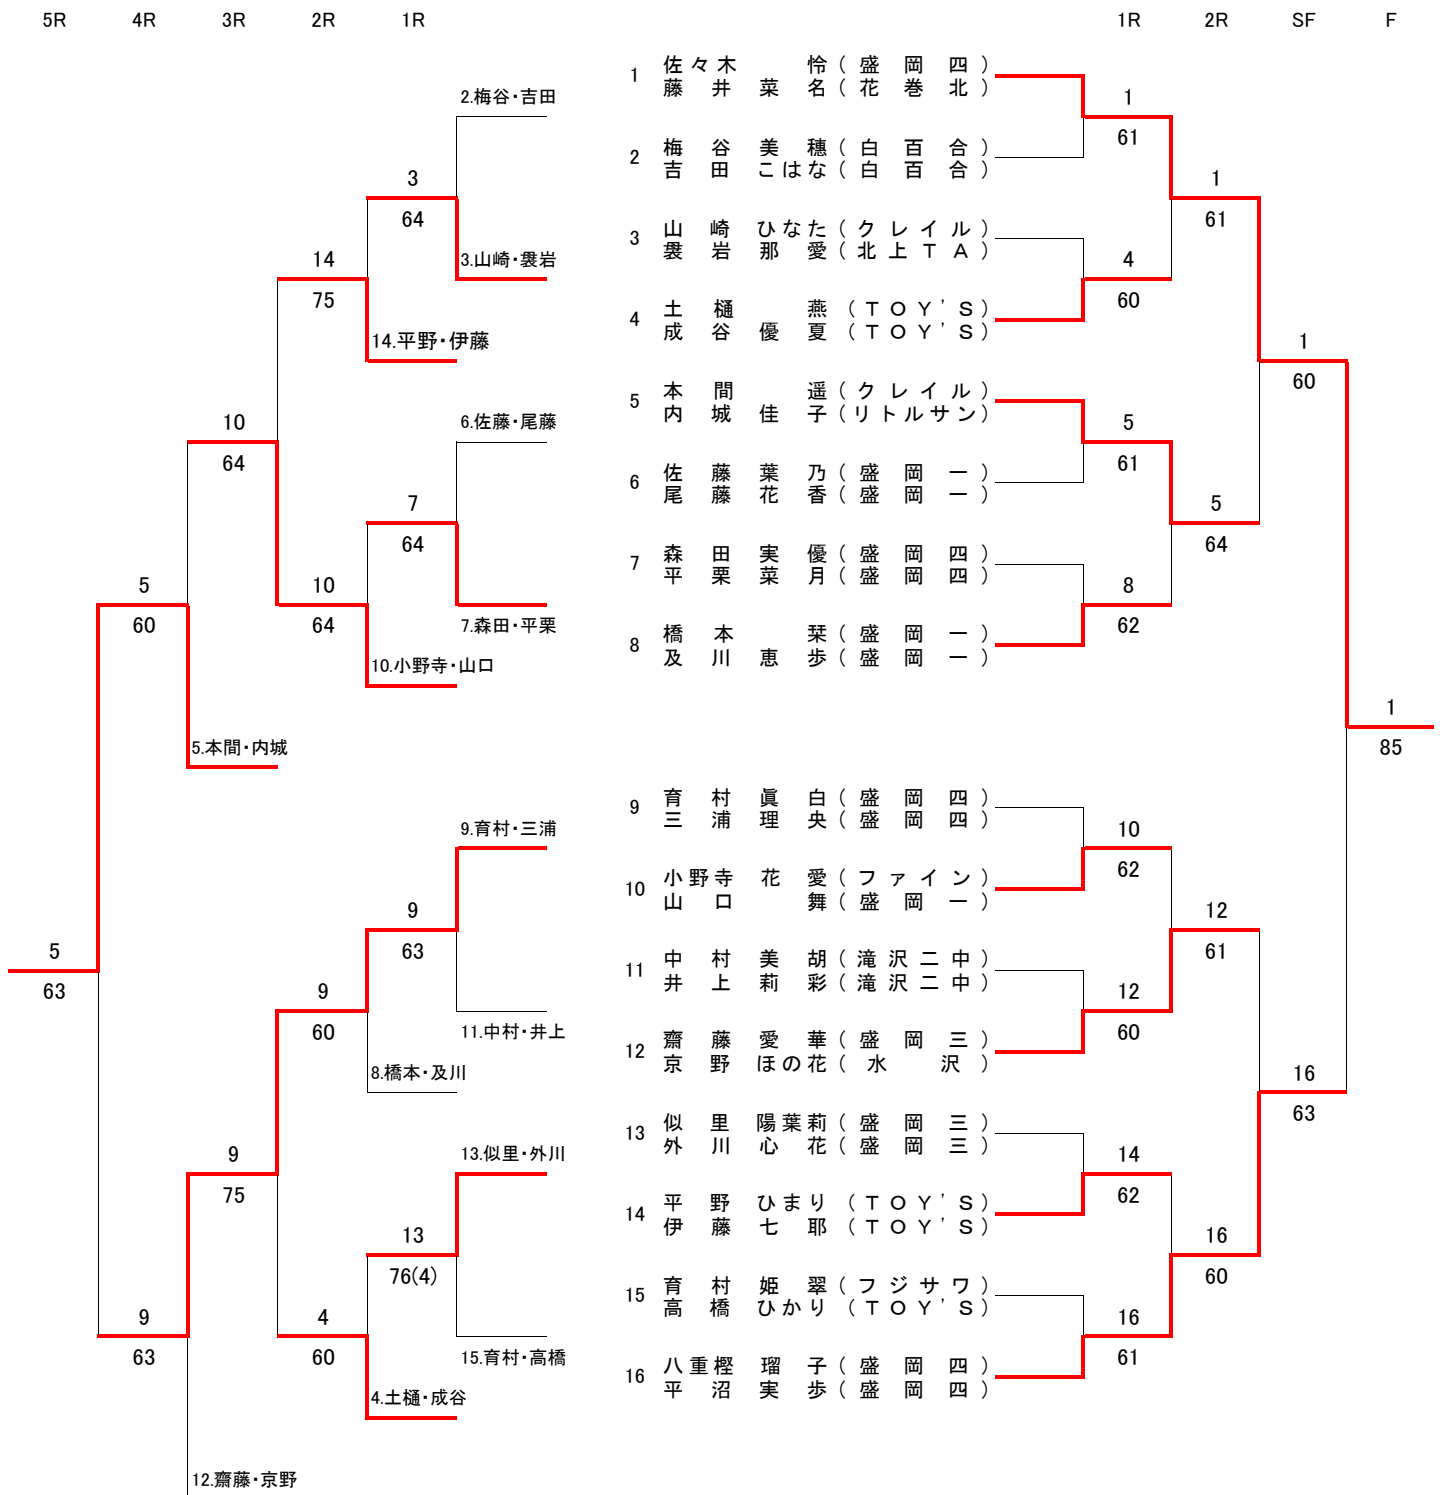 5R 4R 3R 2R 1R 1R 2R SF F
1 佐々木 怜 (盛岡四)
藤井菜名 (花巻北)
2.梅谷・吉田
1
61
2 梅谷美穂 (白百合)
吉田こはな (白百合)
3
64
1
61
3 山崎ひなた (クレイル)
褜岩那愛 (北上TA)
3.山崎・褜岩
14
75
4
60
4 土樋燕 (TOY'S)
成谷優夏 (TOY'S)
14.平野・伊藤
1
60
5 本間遥 (クレイル)
内城佳子 (リトルサン)
6.佐藤・尾藤
10
64
5
61
6 佐藤葉乃 (盛岡一)
尾藤花香 (盛岡一)
7
64
5
64
7 森田実優 (盛岡四)
平栗菜月 (盛岡四)
5
60
10
64
7.森田・平栗
8
62
8 橋本栞 (盛岡一)
及川恵歩 (盛岡一)
10.小野寺・山口
5.本間・内城
1
85
9 育村眞白 (盛岡四)
三浦理央 (盛岡四)
9.育村・三浦
10
62
10 小野寺花愛 (ファイン)
山口舞 (盛岡一)
9
63
12
61
5
63
11 中村美胡 (滝沢二中)
井上莉彩 (滝沢二中)
9
60
11.中村・井上
12
60
12 齋藤愛華 (盛岡三)
京野ほの花 (水沢)
8.橋本・及川
16
63
13 似里陽葉莉 (盛岡三)
外川心花 (盛岡三)
13.似里・外川
9
75
14
62
14 平野ひまり (TOY'S)
伊藤七耶 (TOY'S)
13
76(4)
16
60
15 育村姫翠 (フジサワ)
高橋ひかり (TOY'S)
9
63
4
60
15.育村・高橋
16
61
16 八重樫瑠子 (盛岡四)
平沼実歩 (盛岡四)
4.土樋・成谷
12.齋藤・京野